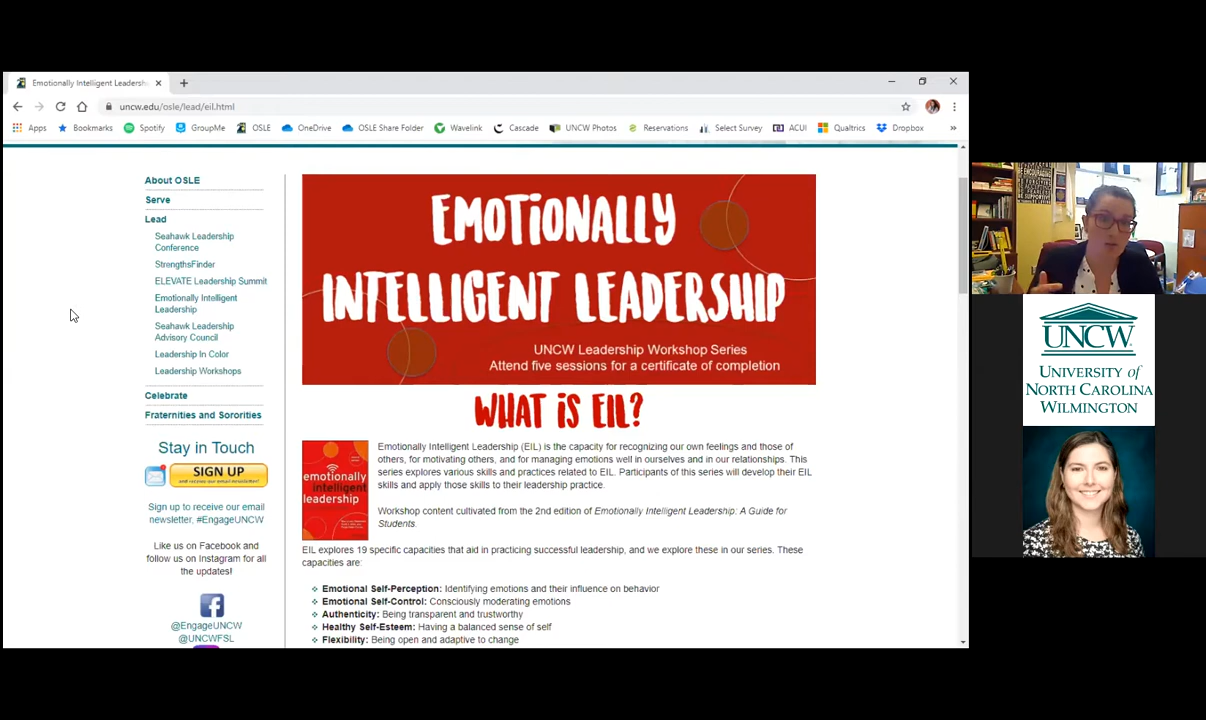 Emotionally Intelligent Leadersh
uncw.edu/osle/lead/eil.html
Apps Bookmarks Spotify GroupMe OSLE OneDrive OSLE Share Folder Wavelink Cascade UNCW Photos Reservations Select Survey ACUI Qualtrics Dropbox »
About OSLE
Serve
Lead
Seahawk Leadership
Conference
StrengthsFinder
ELEVATE Leadership Summit
Emotionally Intelligent
Leadership
Seahawk Leadership
Advisory Council
Leadership In Color
Leadership Workshops
Celebrate
Fraternities and Sororities
Stay in Touch
SIGN UP
and receive our email newsletter.
Sign up to receive our email
newsletter, #EngageUNCW
Like us on Facebook and
follow us on Instagram for all
the updates!
@EngageUNCW
@UNCWFSL
EMOTIONALLY
INTELLIGENT LEADERSHIP
UNCW Leadership Workshop Series
Attend five sessions for a certificate of completion
WHAT IS EIL?
emotionally
intelligent
leadership
Emotionally Intelligent Leadership (EIL) is the capacity for recognizing our own feelings and those of
others, for motivating others, and for managing emotions well in ourselves and in our relationships. This
series explores various skills and practices related to EIL. Participants of this series will develop their EIL
skills and apply those skills to their leadership practice.
Workshop content cultivated from the 2nd edition of Emotionally Intelligent Leadership: A Guide for
Students.
EIL explores 19 specific capacities that aid in practicing successful leadership, and we explore these in our series. These
capacities are:
Emotional Self-Perception: Identifying emotions and their influence on behavior
Emotional Self-Control: Consciously moderating emotions
Authenticity: Being transparent and trustworthy
Healthy Self-Esteem: Having a balanced sense of self
Flexibility: Being open and adaptive to change
UNCW
UNIVERSITY of
NORTH CAROLINA
WILMINGTON